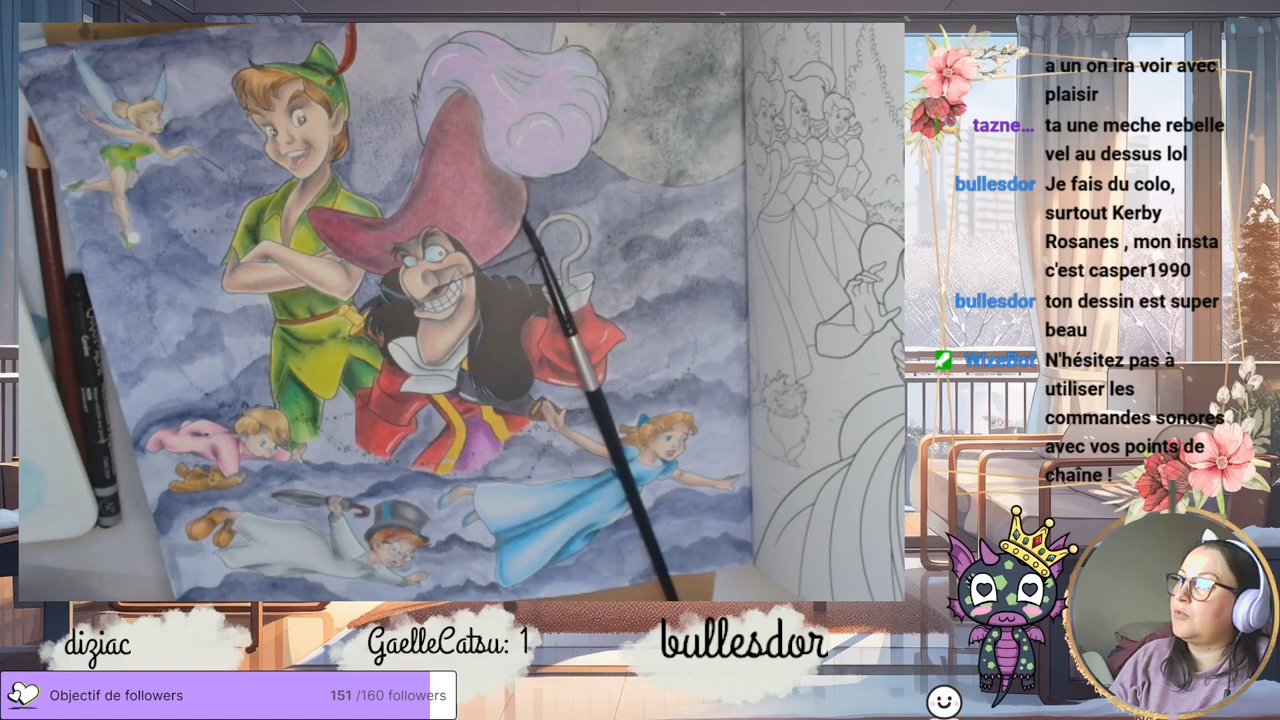 a un on ira voir avec
plaisir
tazne… ta une meche rebelle
vel au dessus lol
bullesdor Je fais du colo,
surtout Kerby
Rosanes , mon insta
c'est casper1990
bullesdor ton dessin est super
beau
WizeBot N'hésitez pas à
utiliser les
commandes sonores
avec vos points de
chaîne !
diziac
GaelleCatsu: 1
bullesdor
Objectif de followers 151 /160 followers